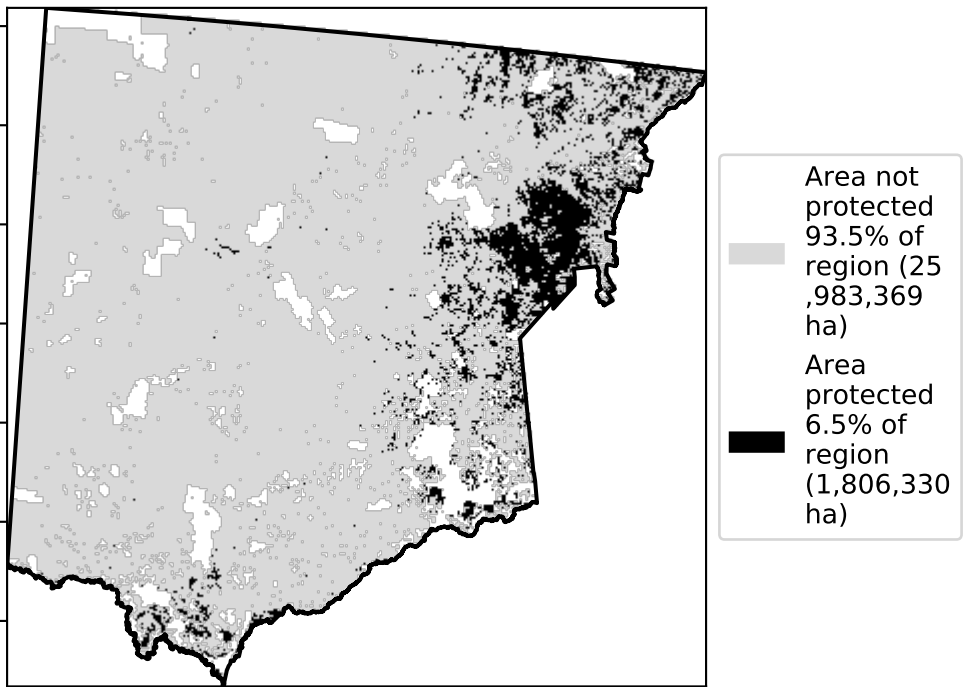 Area not
protected
93.5% of
region (25
,983,369
ha)
Area
protected
6.5% of
region
(1,806,330
ha)